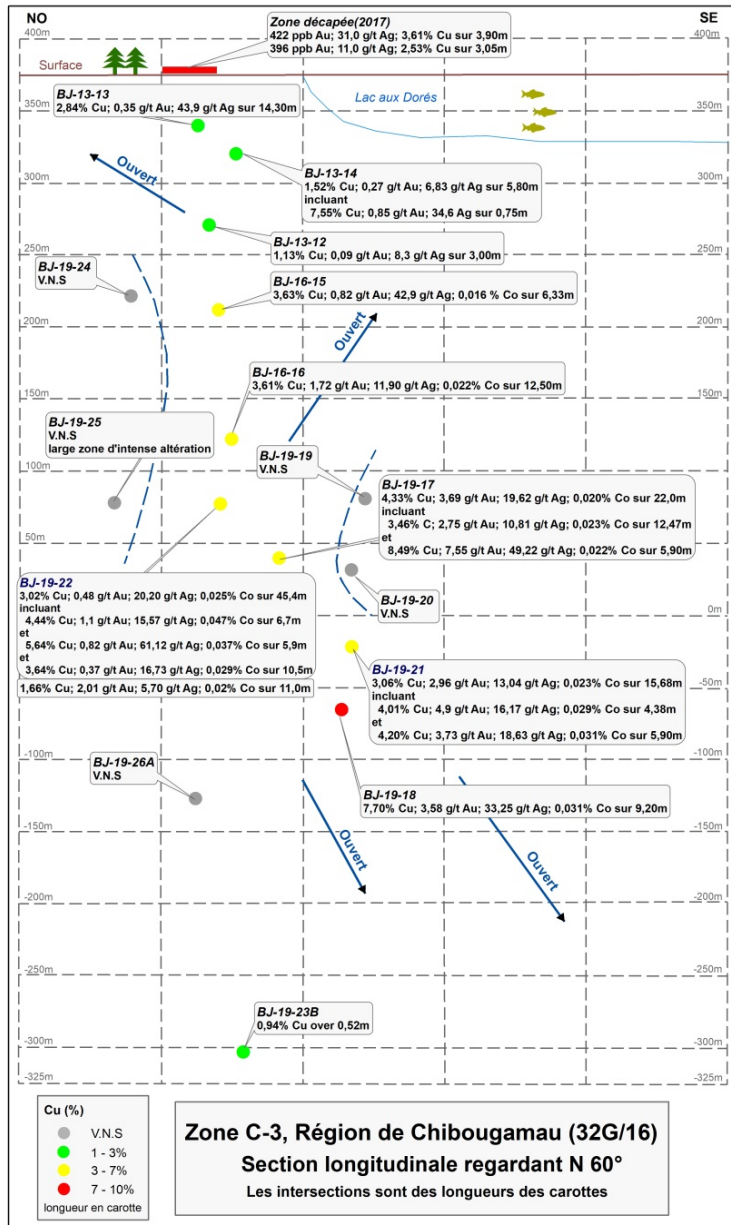 NO
SE
400m
400m
Zone décapée(2017)
422 ppb Au; 31,0 g/t Ag; 3,61% Cu sur 3,90m
396 ppb Au; 11,0 g/t Ag; 2,53% Cu sur 3,05m
Surface
Lac aux Dorés
BJ-13-13
2,84% Cu; 0,35 g/t Au; 43,9 g/t Ag sur 14,30m
350m
350m
Ouvert
BJ-13-14
1,52% Cu; 0,27 g/t Au; 6,83 g/t Ag sur 5,80m
incluant
7,55% Cu; 0,85 g/t Au; 34,6 Ag sur 0,75m
300m
300m
BJ-13-12
1,13% Cu; 0,09 g/t Au; 8,3 g/t Ag sur 3,00m
250m
250m
BJ-19-24
V.N.S
BJ-16-15
3,63% Cu; 0,82 g/t Au; 42,9 g/t Ag; 0,016 % Co sur 6,33m
200m
200m
Ouvert
BJ-16-16
3,61% Cu; 1,72 g/t Au; 11,90 g/t Ag; 0,022% Co sur 12,50m
150m
150m
BJ-19-25
V.N.S
large zone d'intense altération
BJ-19-19
V.N.S
100m
100m
BJ-19-17
4,33% Cu; 3,69 g/t Au; 19,62 g/t Ag; 0,020% Co sur 22,0m
incluant
3,46% C; 2,75 g/t Au; 10,81 g/t Ag; 0,023% Co sur 12,47m
et
8,49% Cu; 7,55 g/t Au; 49,22 g/t Ag; 0,022% Co sur 5,90m
50m
50m
BJ-19-22
3,02% Cu; 0,48 g/t Au; 20,20 g/t Ag; 0,025% Co sur 45,4m
incluant
4,44% Cu; 1,1 g/t Au; 15,57 g/t Ag; 0,047% Co sur 6,7m
et
5,64% Cu; 0,82 g/t Au; 61,12 g/t Ag; 0,037% Co sur 5,9m
et
3,64% Cu; 0,37 g/t Au; 16,73 g/t Ag; 0,029% Co sur 10,5m
1,66% Cu; 2,01 g/t Au; 5,70 g/t Ag; 0,02% Co sur 11,0m
BJ-19-20
V.N.S
0m
0m
BJ-19-21
3,06% Cu; 2,96 g/t Au; 13,04 g/t Ag; 0,023% Co sur 15,68m
incluant
4,01% Cu; 4,9 g/t Au; 16,17 g/t Ag; 0,029% Co sur 4,38m
et
4,20% Cu; 3,73 g/t Au; 18,63 g/t Ag; 0,031% Co sur 5,90m
-50m
BJ-19-26A
V.N.S
-100m
-100m
BJ-19-18
7,70% Cu; 3,58 g/t Au; 33,25 g/t Ag; 0,031% Co sur 9,20m
-150m
-150m
Ouvert
Ouvert
-200m
-200m
-250m
-250m
BJ-19-23B
0,94% Cu over 0,52m
-300m
-300m
-325m
-325m
Cu (%)
V.N.S
1 - 3%
3 - 7%
7 - 10%
longueur en carotte
Zone C-3, Région de Chibougamau (32G/16)
Section longitudinale regardant N 60°
Les intersections sont des longueurs des carottes